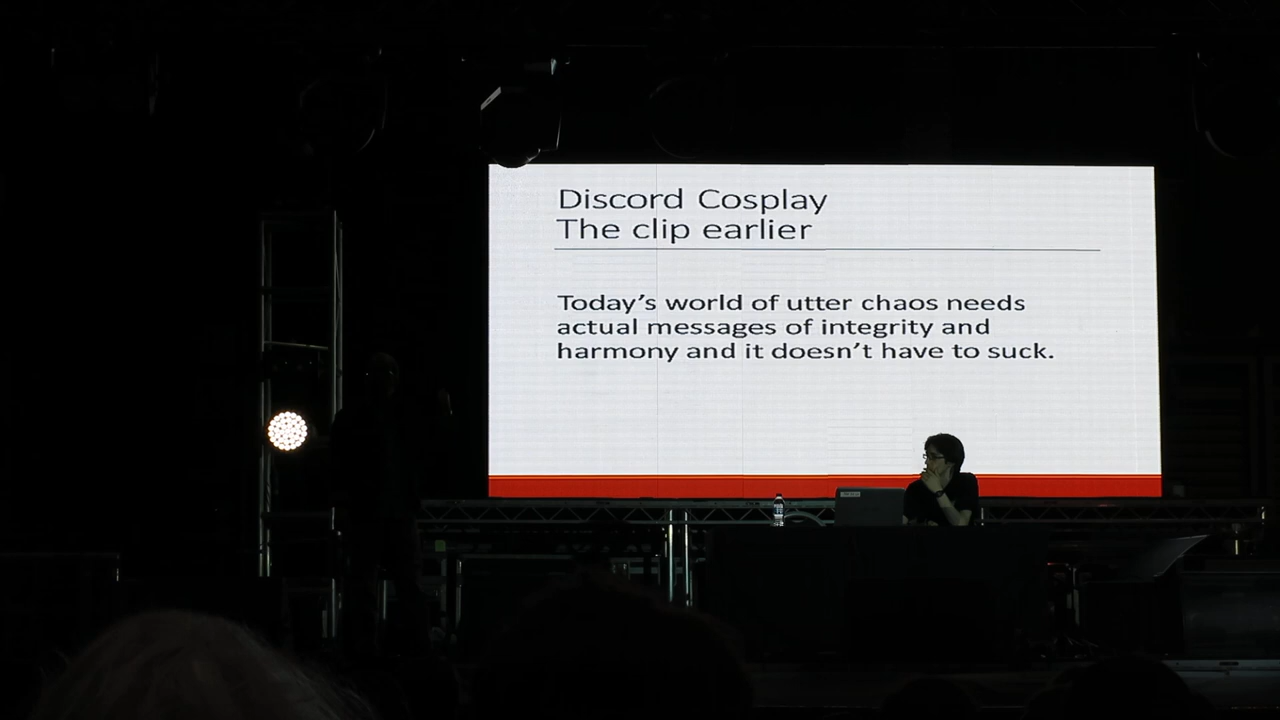 Discord Cosplay
The clip earlier
Today's world of utter chaos needs
actual messages of integrity and
harmony and it doesn't have to suck.